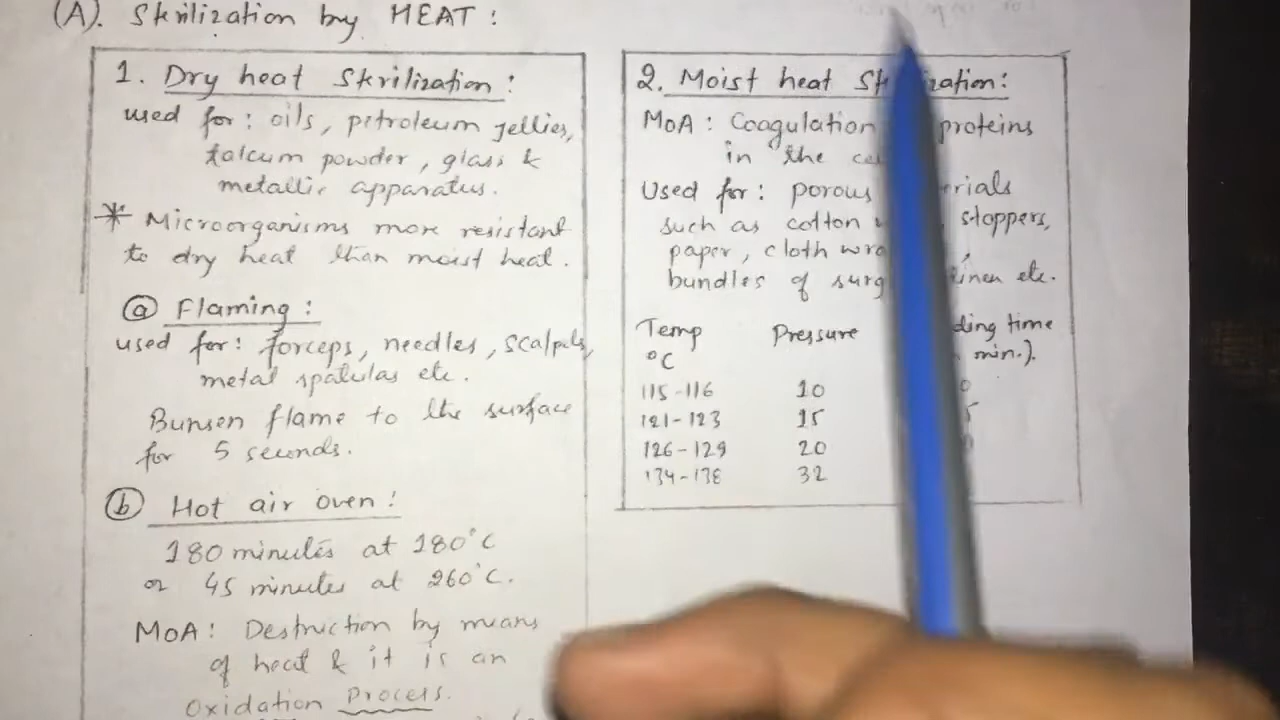 (A). Sterilization by HEAT:
1. Dry heat Sterilization:
used for: oils, petroleum jellies,
talcum powder, glass &
metallic apparatus.
* Microorganisms more resistant
to dry heat than moist heat.
(a) Flaming:
used for: forceps, needles, scalpels,
metal spatulas etc.
Bunsen flame to the surface
for 5 seconds.
(b) Hot air oven:
180 minutes at 180°C
or 45 minutes at 260°C.
MOA: Destruction by means
of heat & it is an
Oxidation Process.
2. Moist heat
MOA: Coagulation proteins
in the
Used for: porous
such as cotton stoppers,
paper, cloth
bundles of etc.
Temp Pressure time
°C min.).
115-116 10
121-123 15
126-129 20
134-138 32